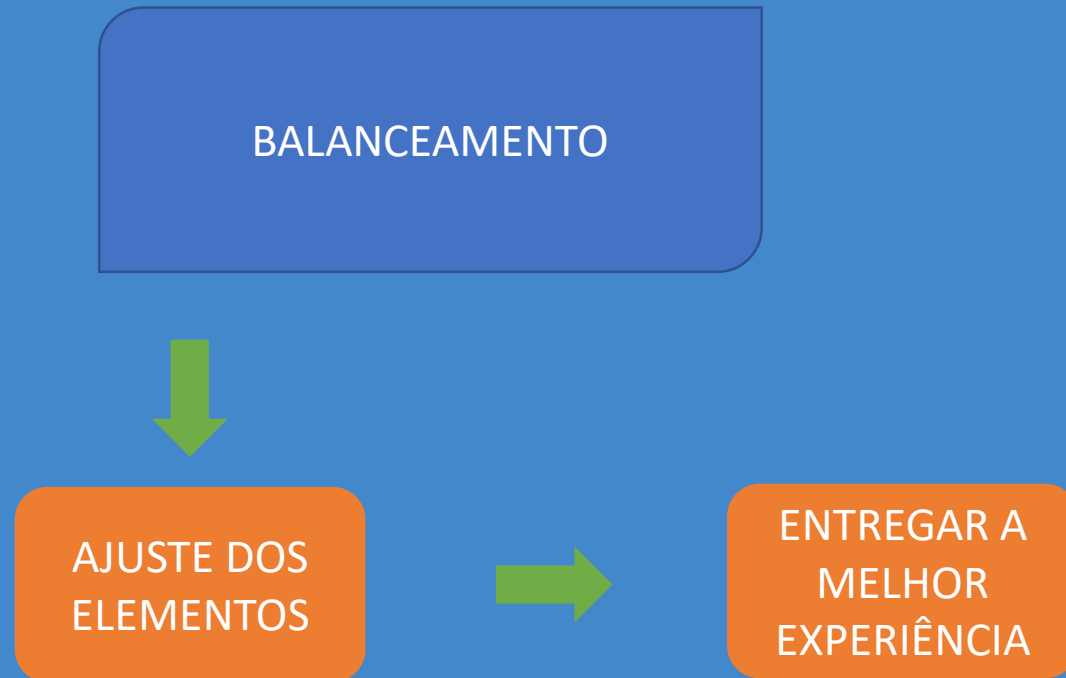 BALANCEAMENTO
AJUSTE DOS
ELEMENTOS
ENTREGAR A
MELHOR
EXPERIÊNCIA